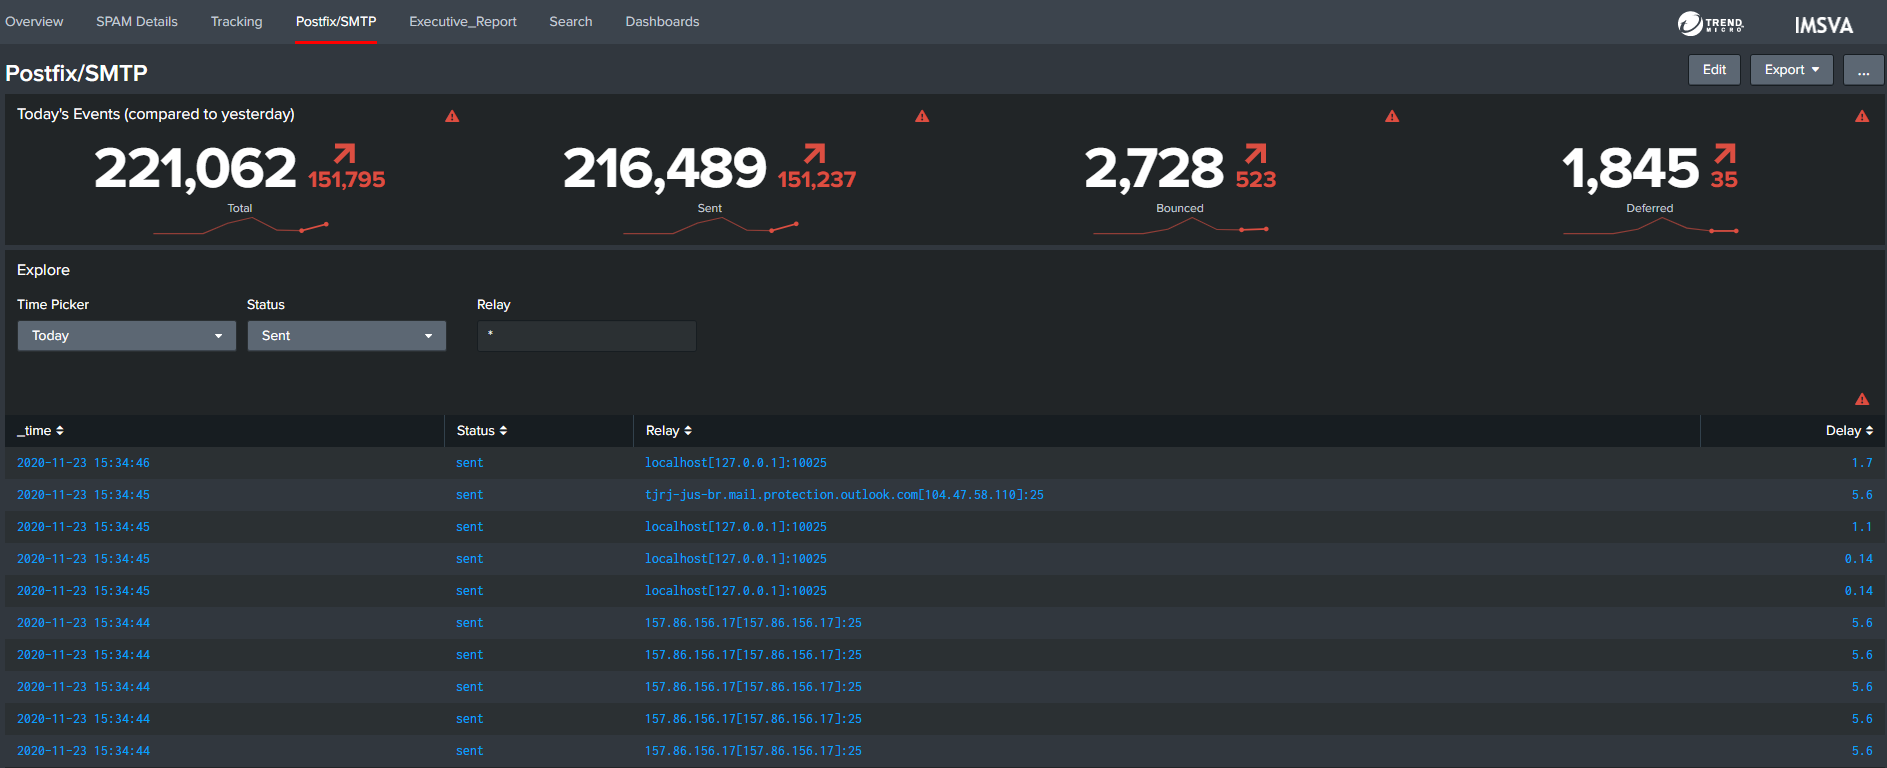 Overview SPAM Details Tracking Postfix/SMTP Executive_Report Search Dashboards TREND MICRO IMSVA
Postfix/SMTP Edit Export ...
Today's Events (compared to yesterday)
221,062 151,795 216,489 151,237 2,728 523 1,845 35
Total Sent Bounced Deferred
Explore
Time Picker Status Relay
Today Sent *
_time Status Relay Delay
2020-11-23 15:34:46 sent localhost[127.0.0.1]:10025 1.7
2020-11-23 15:34:45 sent tjrj-jus-br.mail.protection.outlook.com[104.47.58.110]:25 5.6
2020-11-23 15:34:45 sent localhost[127.0.0.1]:10025 1.1
2020-11-23 15:34:45 sent localhost[127.0.0.1]:10025 0.14
2020-11-23 15:34:45 sent localhost[127.0.0.1]:10025 0.14
2020-11-23 15:34:44 sent 157.86.156.17[157.86.156.17]:25 5.6
2020-11-23 15:34:44 sent 157.86.156.17[157.86.156.17]:25 5.6
2020-11-23 15:34:44 sent 157.86.156.17[157.86.156.17]:25 5.6
2020-11-23 15:34:44 sent 157.86.156.17[157.86.156.17]:25 5.6
2020-11-23 15:34:44 sent 157.86.156.17[157.86.156.17]:25 5.6